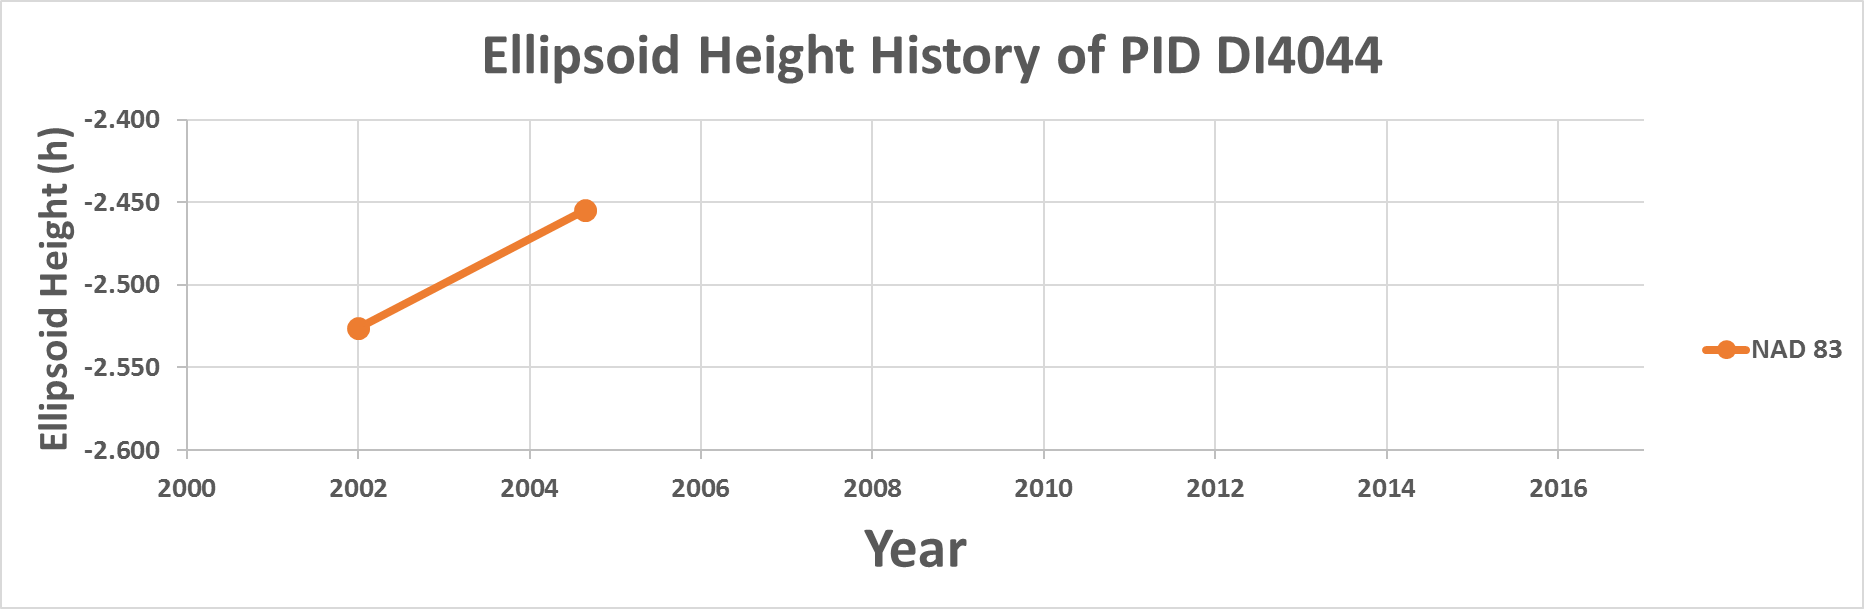 Ellipsoid Height History of PID DI4044
Ellipsoid Height (h)
-2.400
-2.450
-2.500
-2.550
-2.600
2000 2002 2004 2006 2008 2010 2012 2014 2016
Year
NAD 83